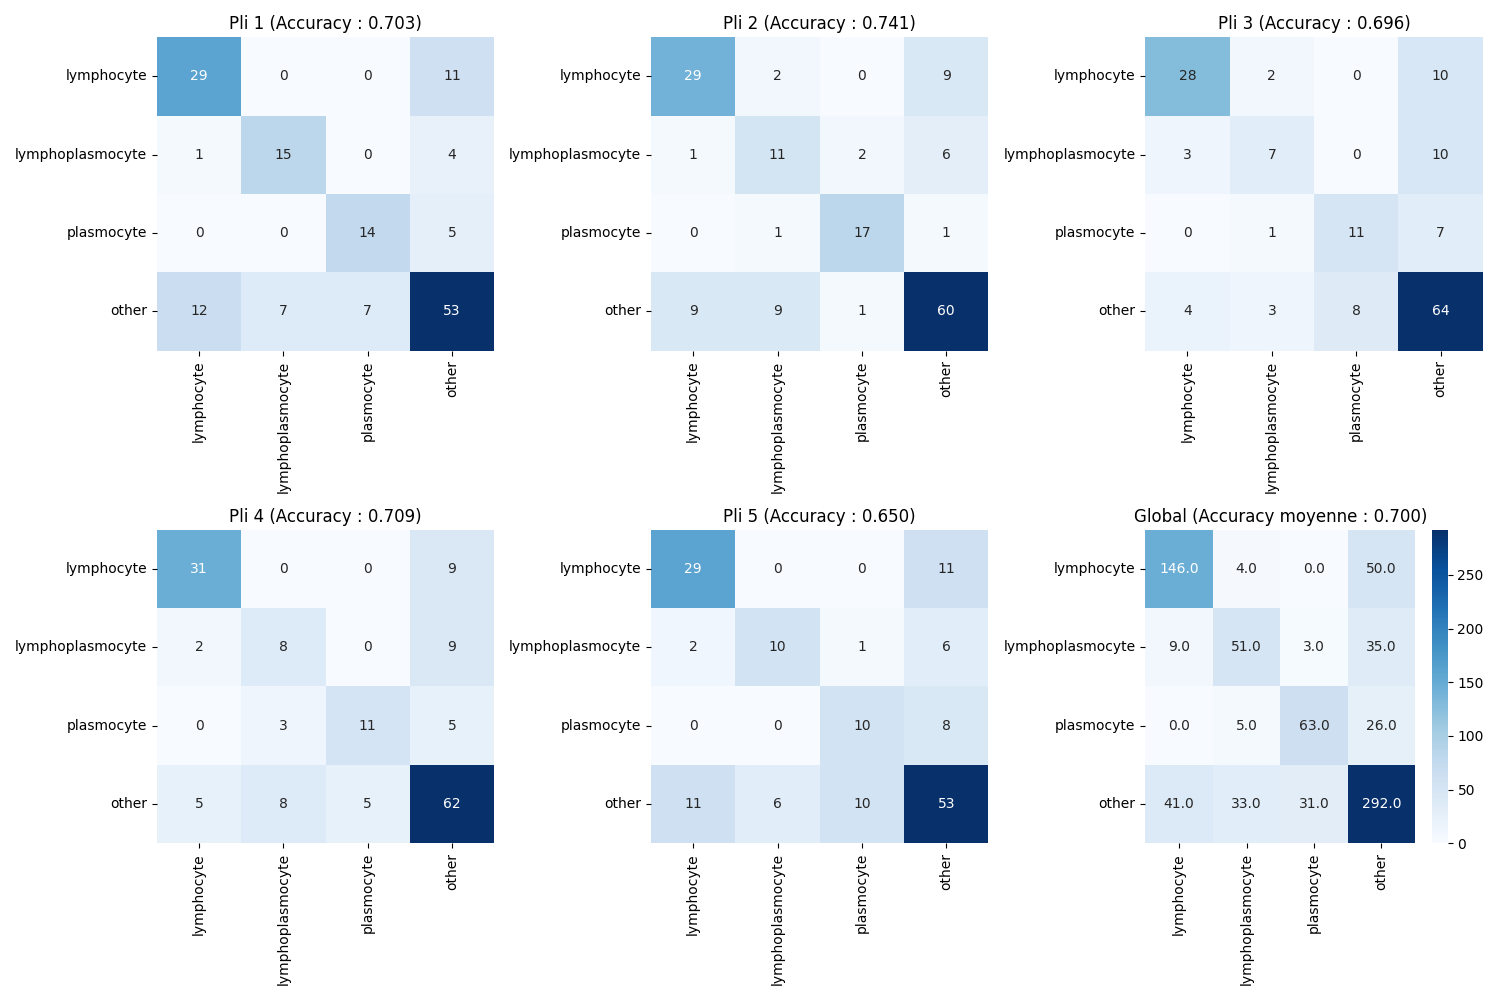 Pli 1 (Accuracy : 0.703)
lymphocyte 29 0 0 11
lymphoplasmocyte 1 15 0 4
plasmocyte 0 0 14 5
other 12 7 7 53
lymphocyte lymphoplasmocyte plasmocyte other
Pli 2 (Accuracy : 0.741)
lymphocyte 29 2 0 9
lymphoplasmocyte 1 11 2 6
plasmocyte 0 1 17 1
other 9 9 1 60
lymphocyte lymphoplasmocyte plasmocyte other
Pli 3 (Accuracy : 0.696)
lymphocyte 28 2 0 10
lymphoplasmocyte 3 7 0 10
plasmocyte 0 1 11 7
other 4 3 8 64
lymphocyte lymphoplasmocyte plasmocyte other
Pli 4 (Accuracy : 0.709)
lymphocyte 31 0 0 9
lymphoplasmocyte 2 8 0 9
plasmocyte 0 3 11 5
other 5 8 5 62
lymphocyte lymphoplasmocyte plasmocyte other
Pli 5 (Accuracy : 0.650)
lymphocyte 29 0 0 11
lymphoplasmocyte 2 10 1 6
plasmocyte 0 0 10 8
other 11 6 10 53
lymphocyte lymphoplasmocyte plasmocyte other
Global (Accuracy moyenne : 0.700)
lymphocyte 146.0 4.0 0.0 50.0
lymphoplasmocyte 9.0 51.0 3.0 35.0
plasmocyte 0.0 5.0 63.0 26.0
other 41.0 33.0 31.0 292.0
lymphocyte lymphoplasmocyte plasmocyte other
250
200
150
100
50
0